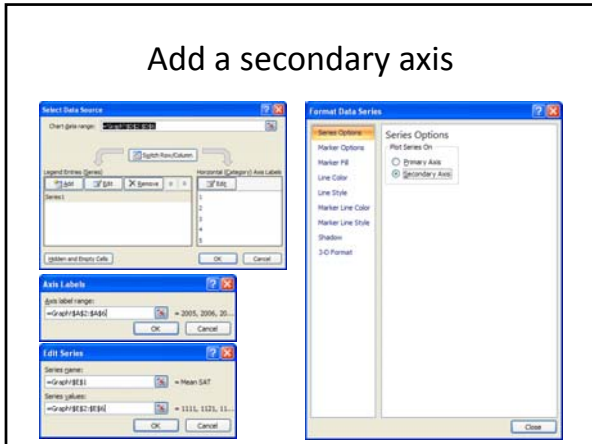 Add a secondary axis
Select Data Source
Chart data range: =Graph!$E$2:$E$6
Switch Row/Column
Legend Entries (Series)
Add Edit Remove
Series1
Horizontal (Category) Axis Labels
Edit
1
2
3
4
5
Hidden and Empty Cells
OK Cancel
Axis Labels
Axis label range:
=Graph!$A$2:$A$6 = 2005, 2006, 20...
OK Cancel
Edit Series
Series name:
=Graph!$E$1 = Mean SAT
Series values:
=Graph!$E$2:$E$6 = 1111, 1121, 11...
OK Cancel
Format Data Series
Series Options
Marker Options
Marker Fill
Line Color
Line Style
Marker Line Color
Marker Line Style
Shadow
3-D Format
Series Options
Plot Series On
Primary Axis
Secondary Axis
Close